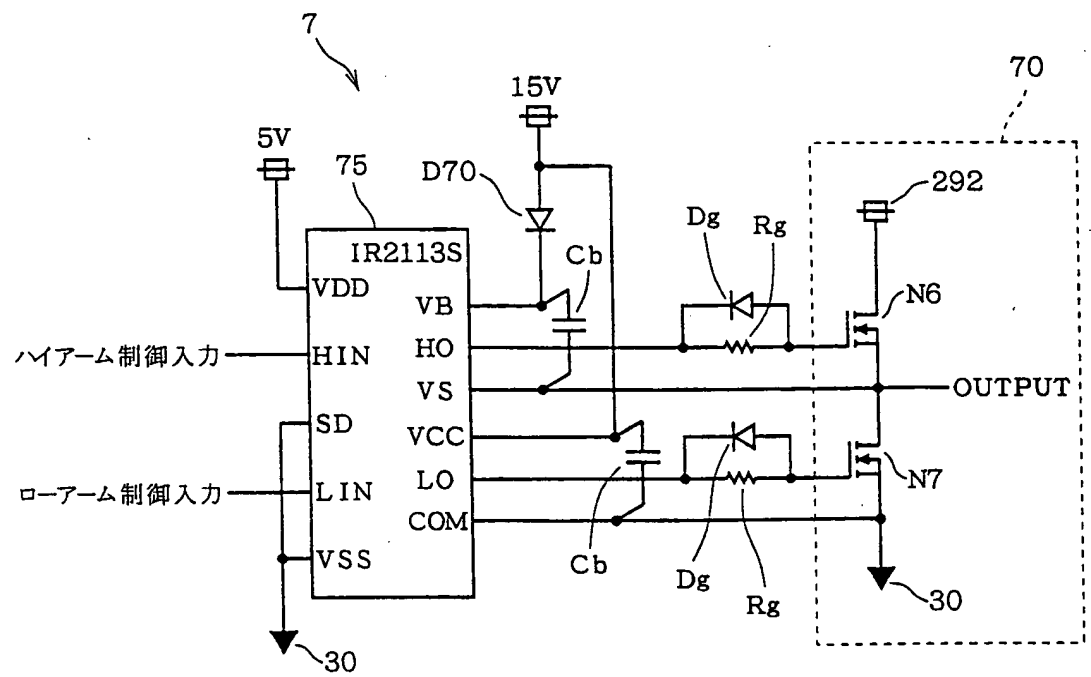 7
70
15V
5V
75
D70
292
Dg
Rg
IR2113S
Cb
N6
VDD
VB
ハイアーム制御入力
HIN
HO
VS
OUTPUT
SD
VCC
ローアーム制御入力
LIN
LO
N7
COM
VSS
Cb
Dg
Rg
30
30